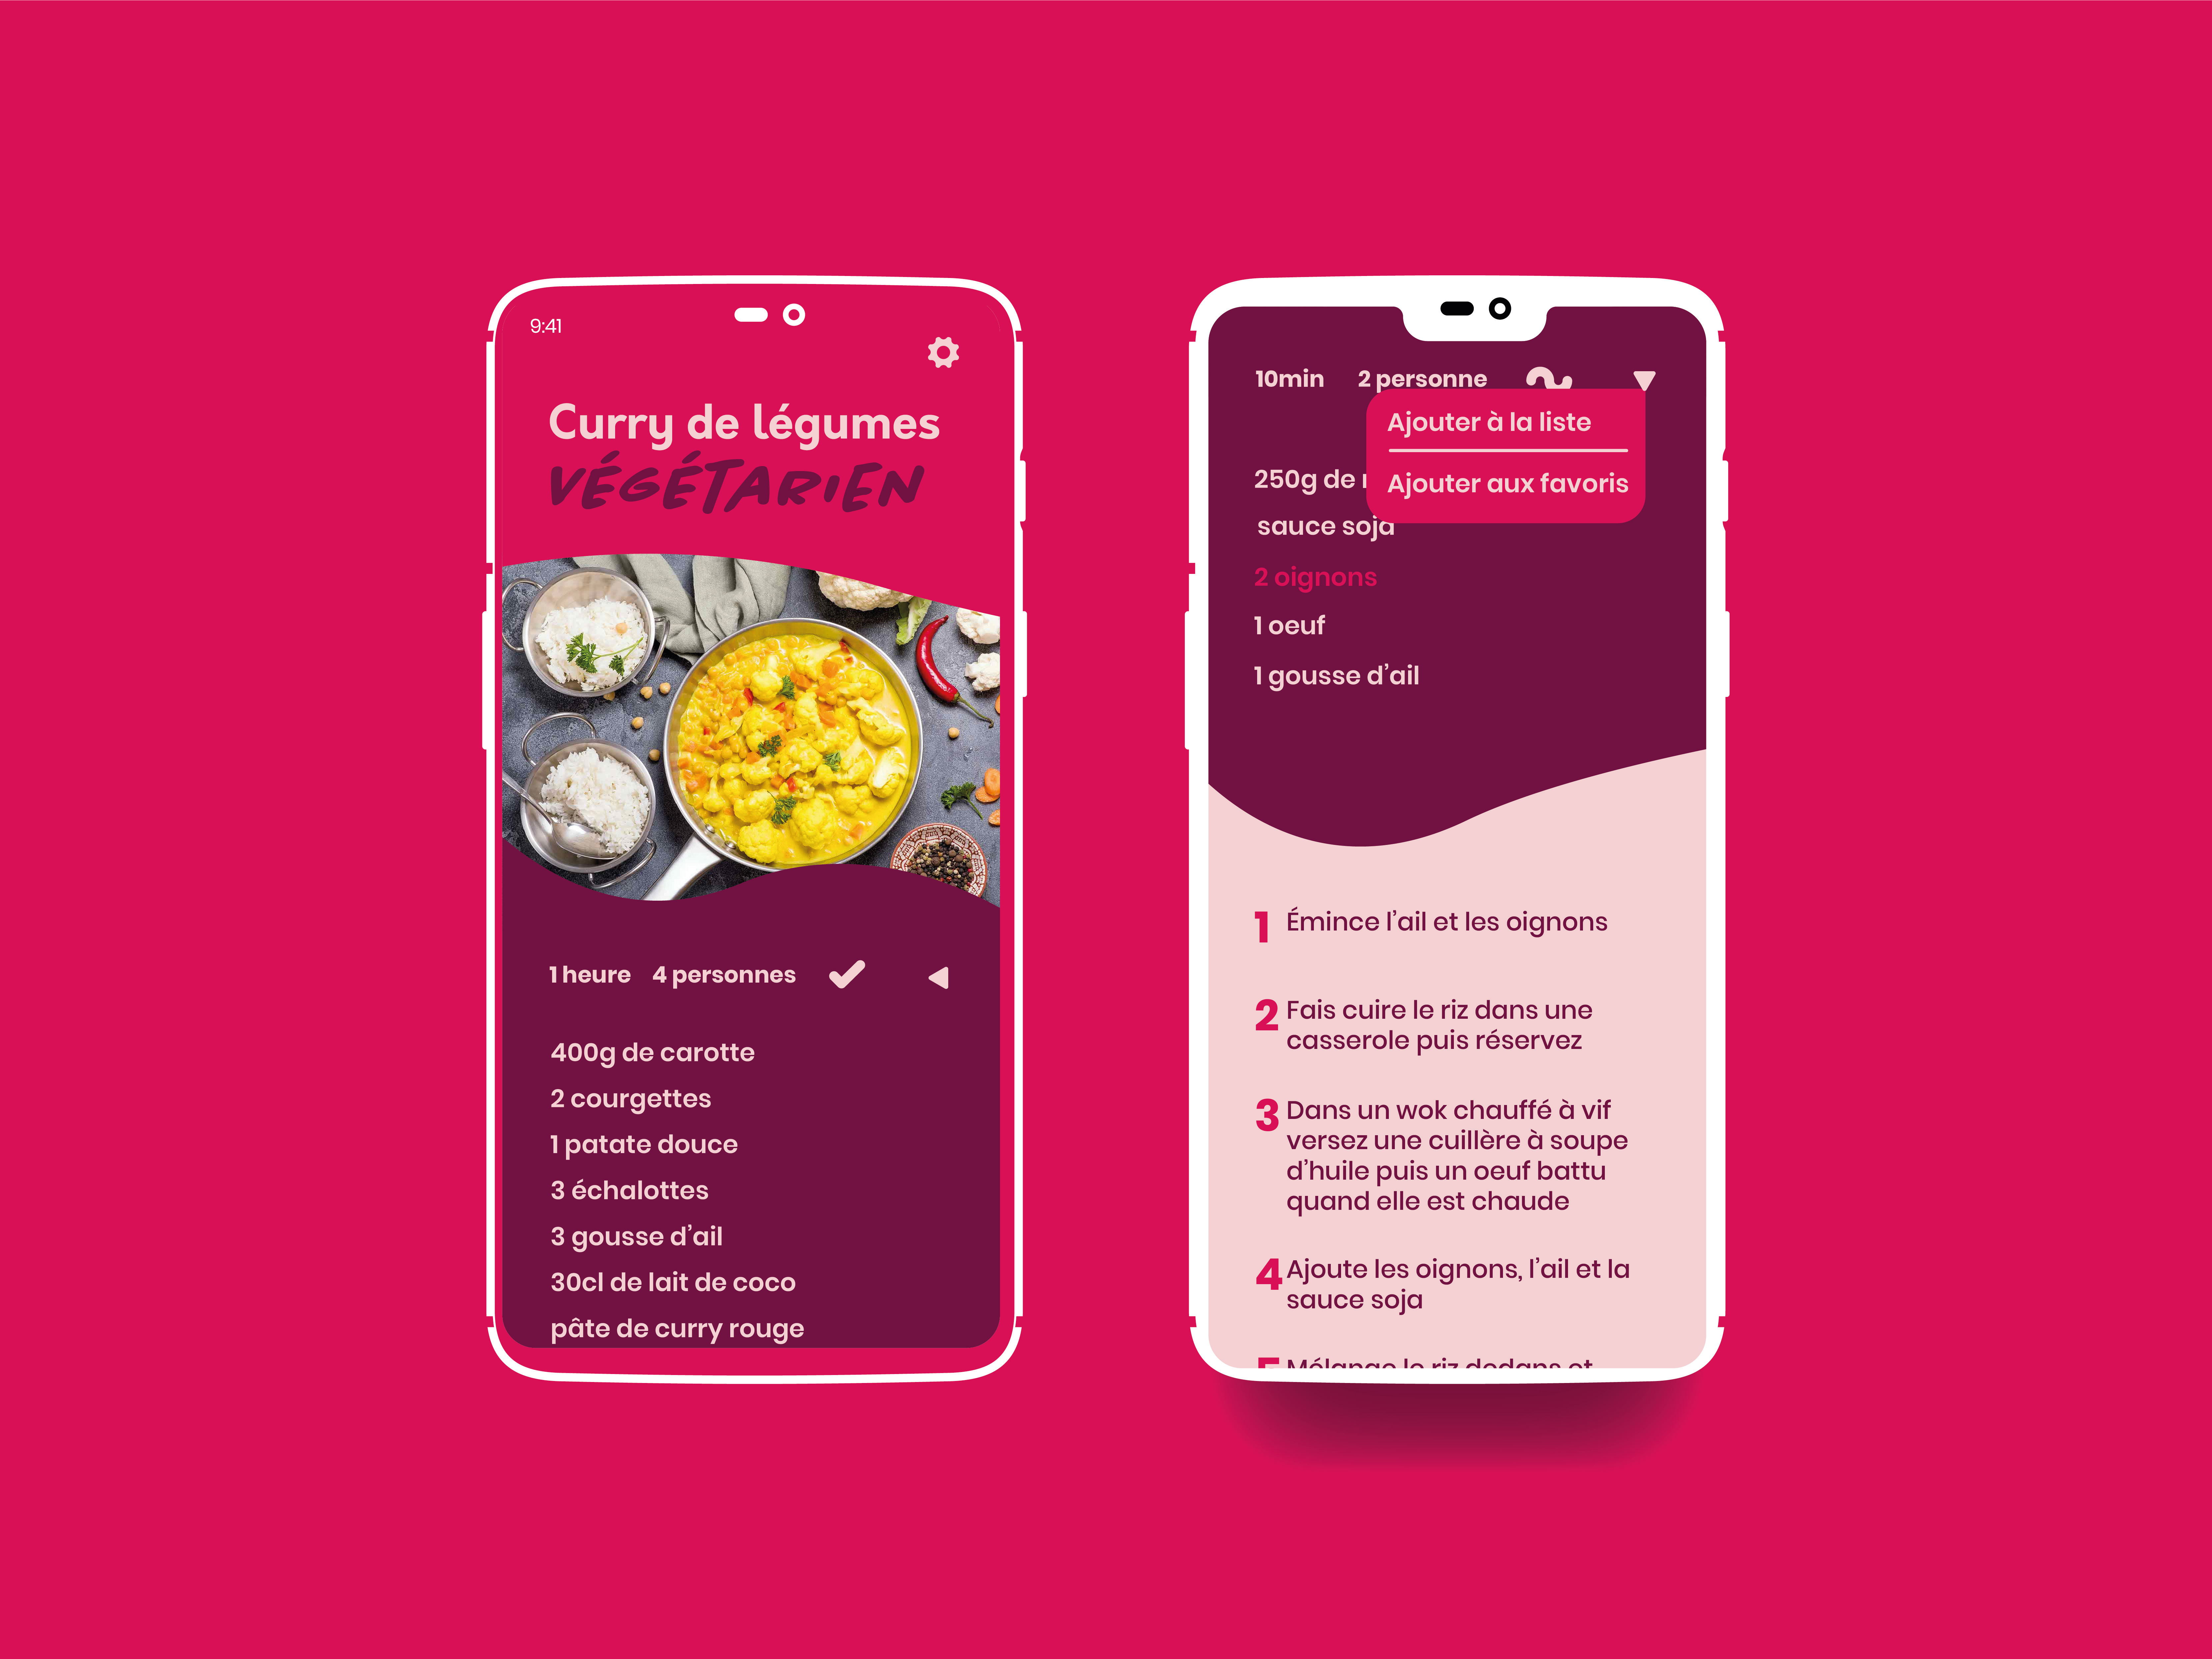 9:41
Curry de légumes
VÉGÉTARIEN
1 heure 4 personnes
400g de carotte
2 courgettes
1 patate douce
3 échalottes
3 gousse d’ail
30cl de lait de coco
pâte de curry rouge
10min 2 personne
Ajouter à la liste
Ajouter aux favoris
250g de
sauce soja
2 oignons
1 oeuf
1 gousse d’ail
1 Émince l’ail et les oignons
2 Fais cuire le riz dans une
casserole puis réservez
3 Dans un wok chauffé à vif
versez une cuillère à soupe
d’huile puis un oeuf battu
quand elle est chaude
4 Ajoute les oignons, l’ail et la
sauce soja
5 Mélange le riz dedans et